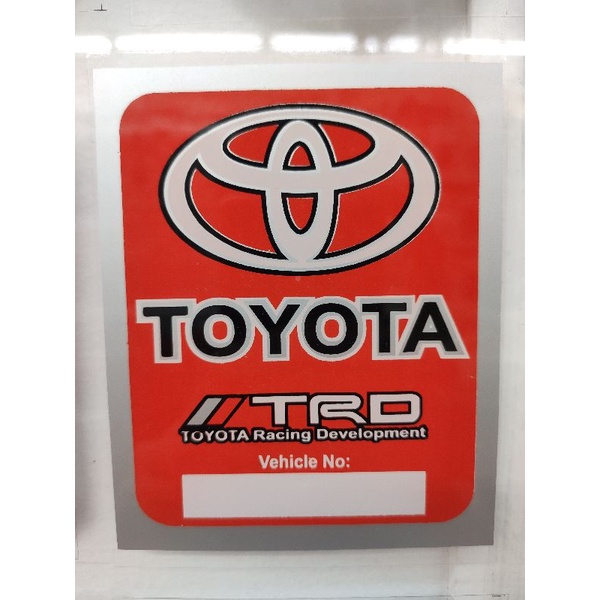 TOYOTA
TRD
TOYOTA Racing Development
Vehicle No: